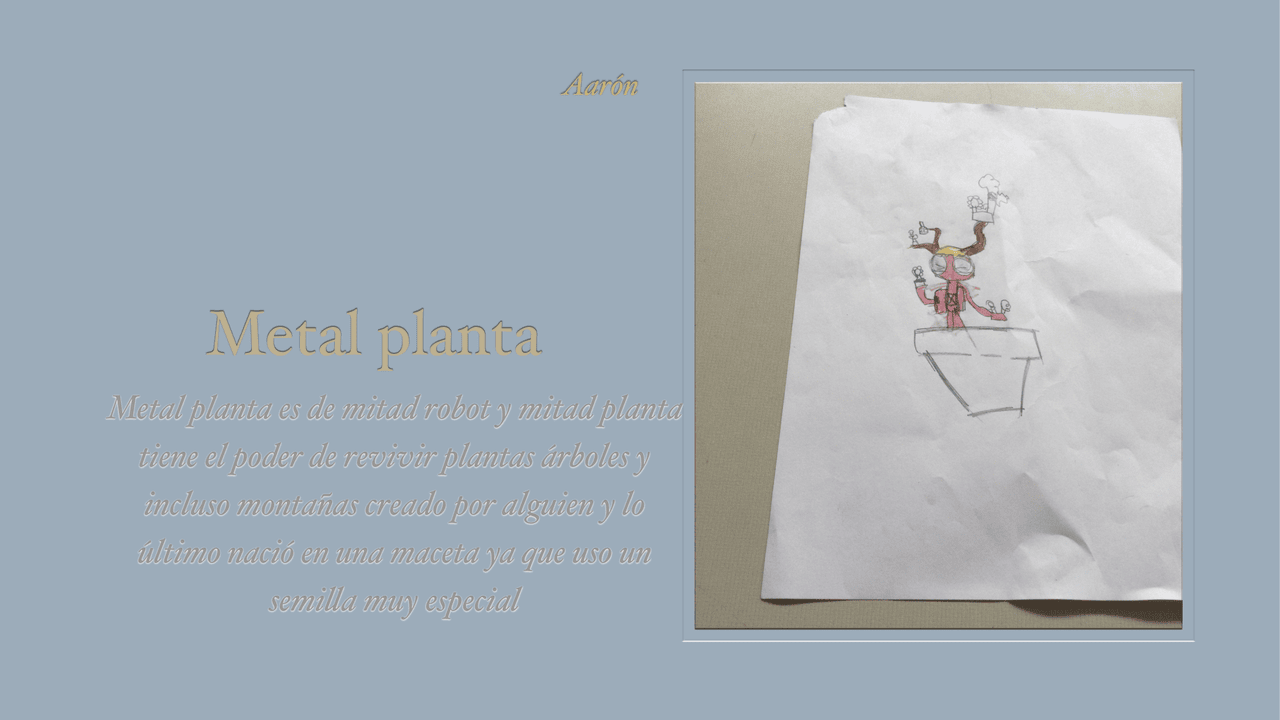 Aarón
Metal planta
Metal planta es de mitad robot y mitad planta
tiene el poder de revivir plantas árboles y
incluso montañas creado por alguien y lo
último nació en una maceta ya que uso un
semilla muy especial